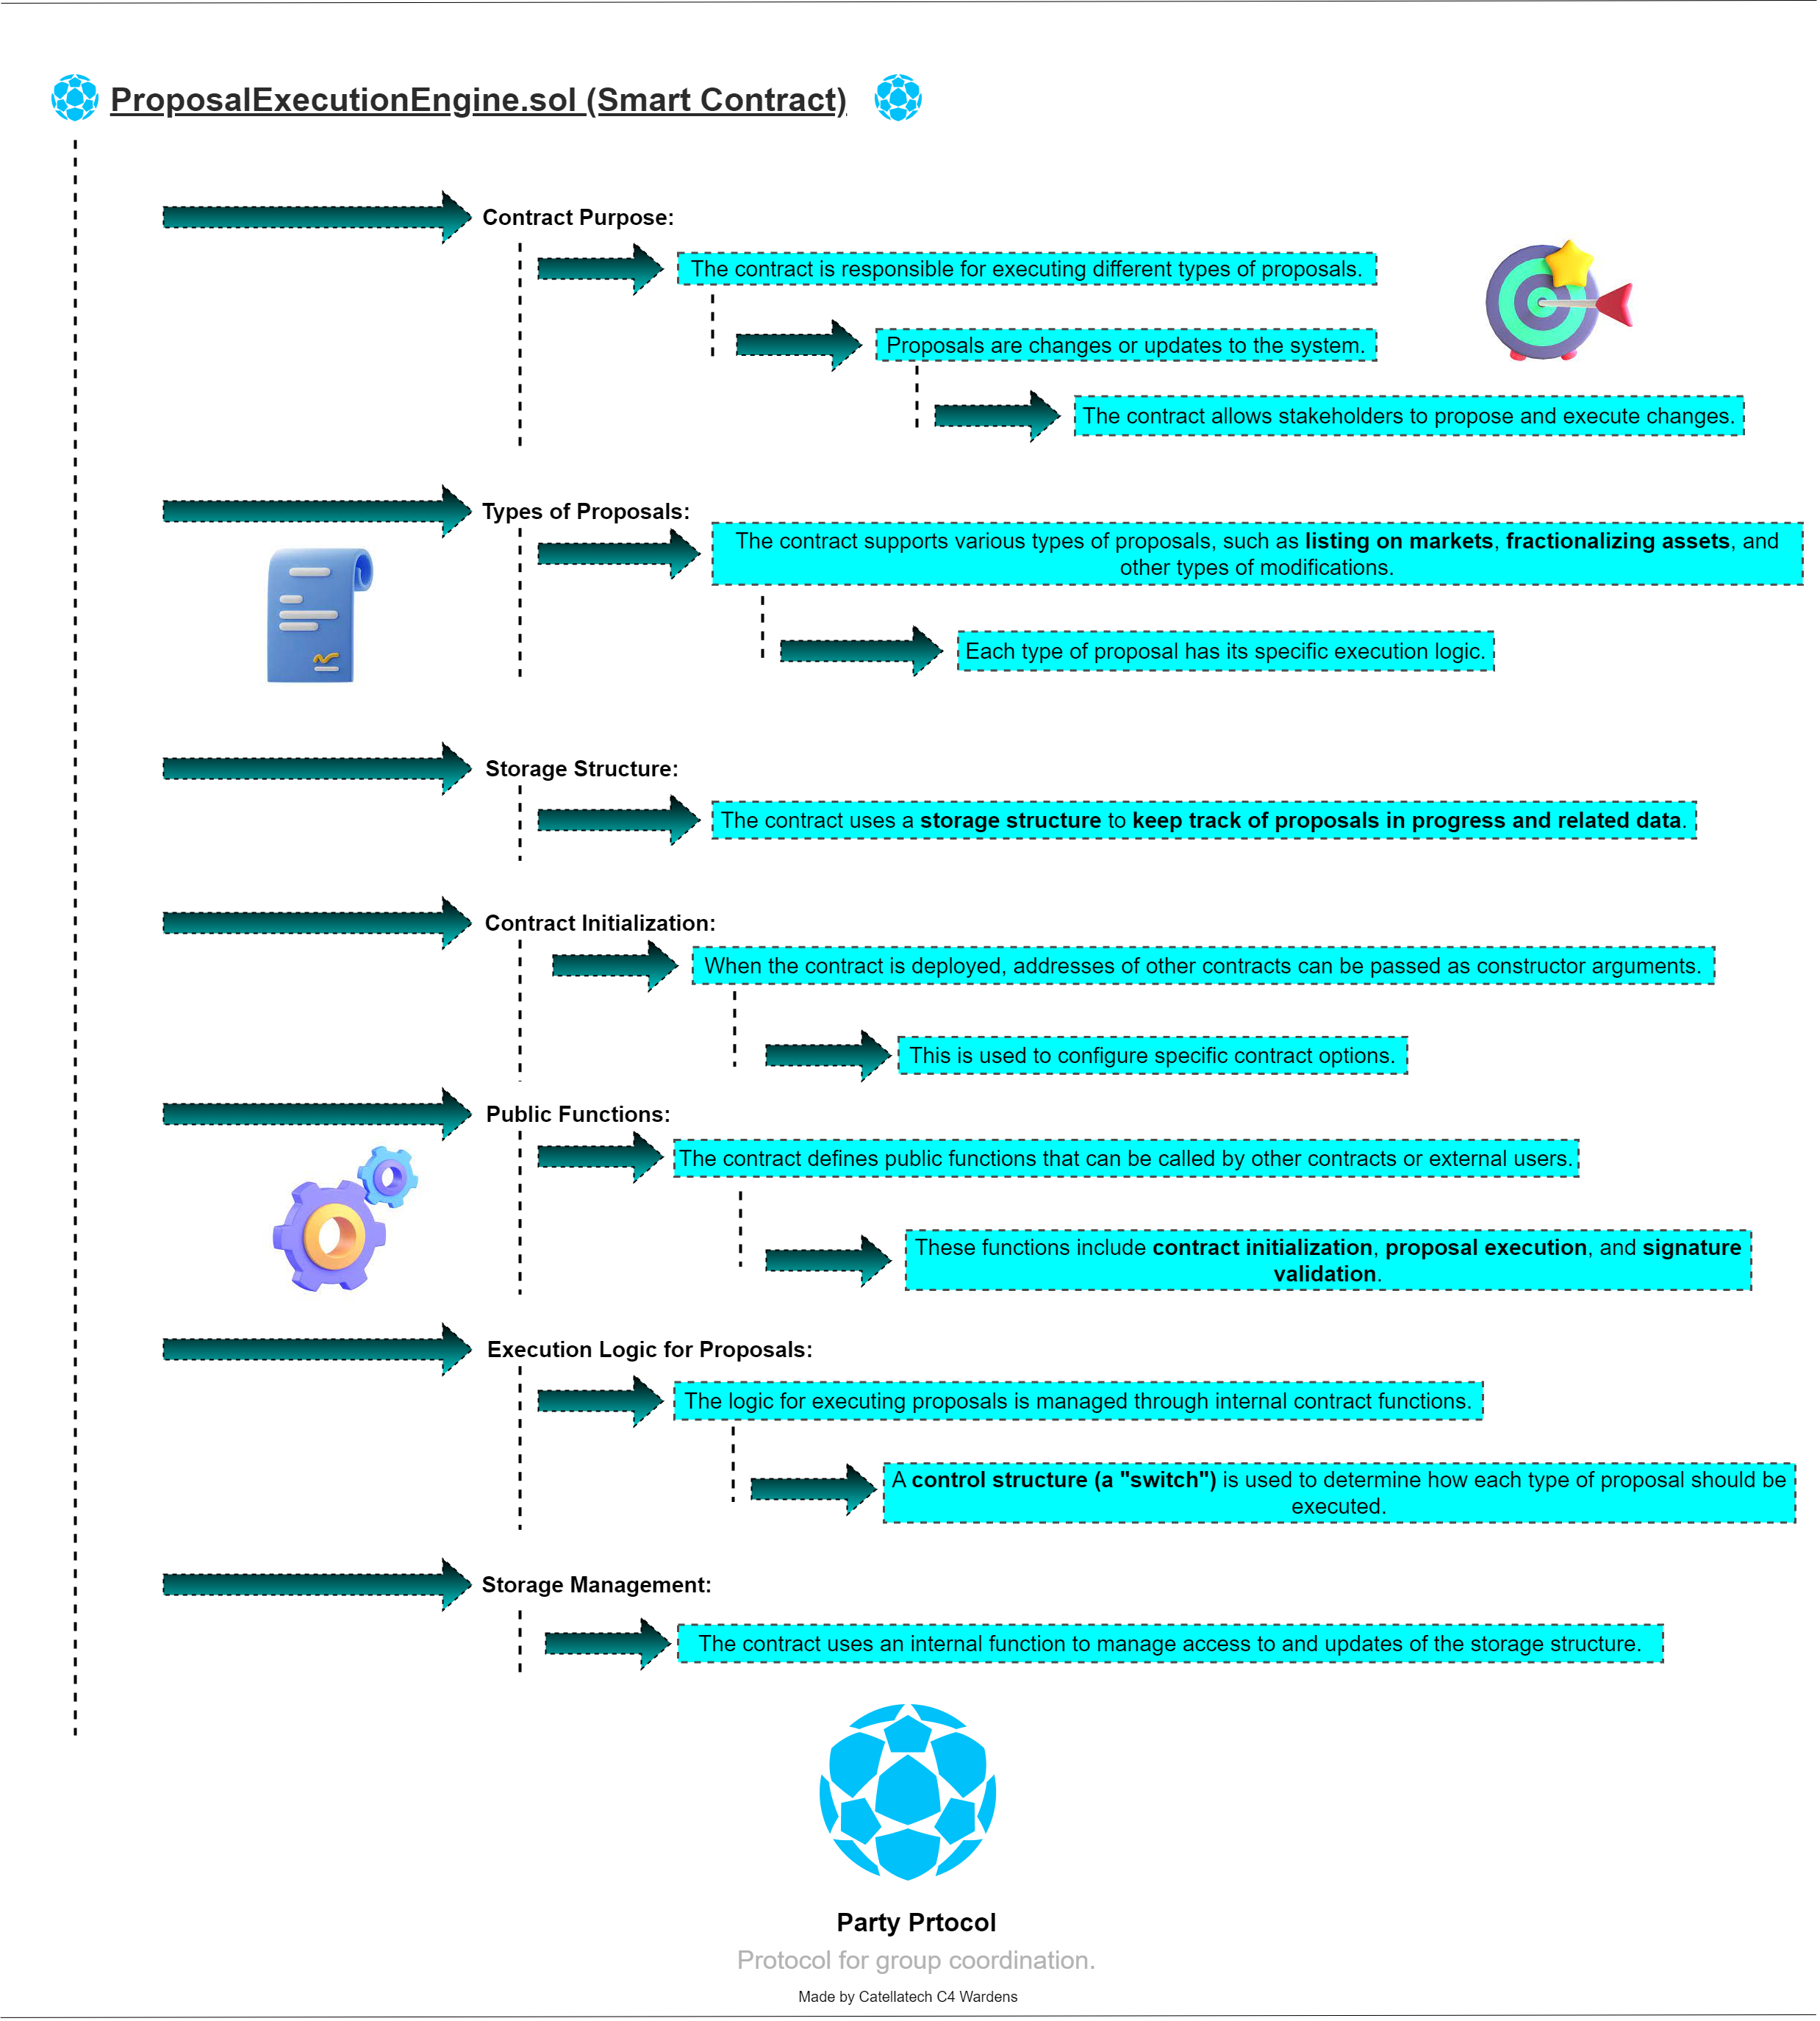 ProposalExecutionEngine.sol (Smart Contract)
Contract Purpose:
The contract is responsible for executing different types of proposals.
Proposals are changes or updates to the system.
The contract allows stakeholders to propose and execute changes.
Types of Proposals:
The contract supports various types of proposals, such as listing on markets, fractionalizing assets, and
other types of modifications.
Each type of proposal has its specific execution logic.
Storage Structure:
The contract uses a storage structure to keep track of proposals in progress and related data.
Contract Initialization:
When the contract is deployed, addresses of other contracts can be passed as constructor arguments.
This is used to configure specific contract options.
Public Functions:
The contract defines public functions that can be called by other contracts or external users.
These functions include contract initialization, proposal execution, and signature
validation.
Execution Logic for Proposals:
The logic for executing proposals is managed through internal contract functions.
A control structure (a "switch") is used to determine how each type of proposal should be
executed.
Storage Management:
The contract uses an internal function to manage access to and updates of the storage structure.
Party Prtocol
Protocol for group coordination.
Made by Catellatech C4 Wardens